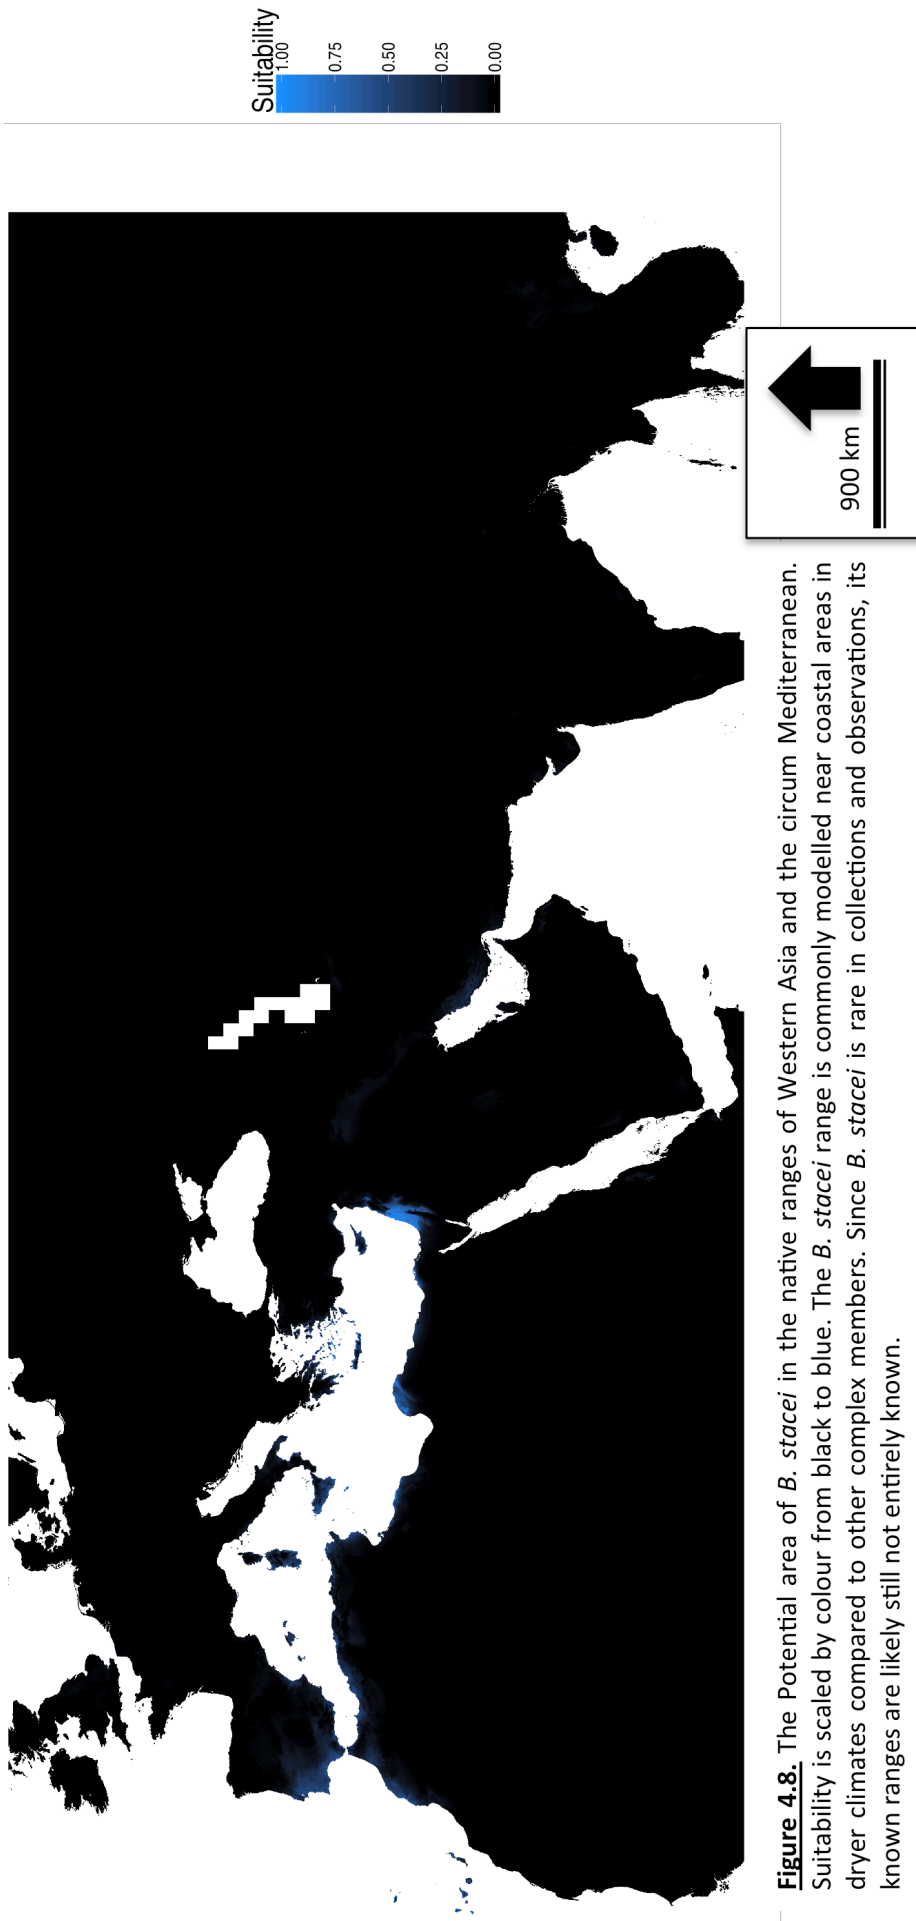 Suitability
1.00
0.75
0.50
0.25
0.00
900 km
Figure 4.8. The Potential area of B. stacei in the native ranges of Western Asia and the circum Mediterranean.
Suitability is scaled by colour from black to blue. The B. stacei range is commonly modelled near coastal areas in
dryer climates compared to other complex members. Since B. stacei is rare in collections and observations, its
known ranges are likely still not entirely known.